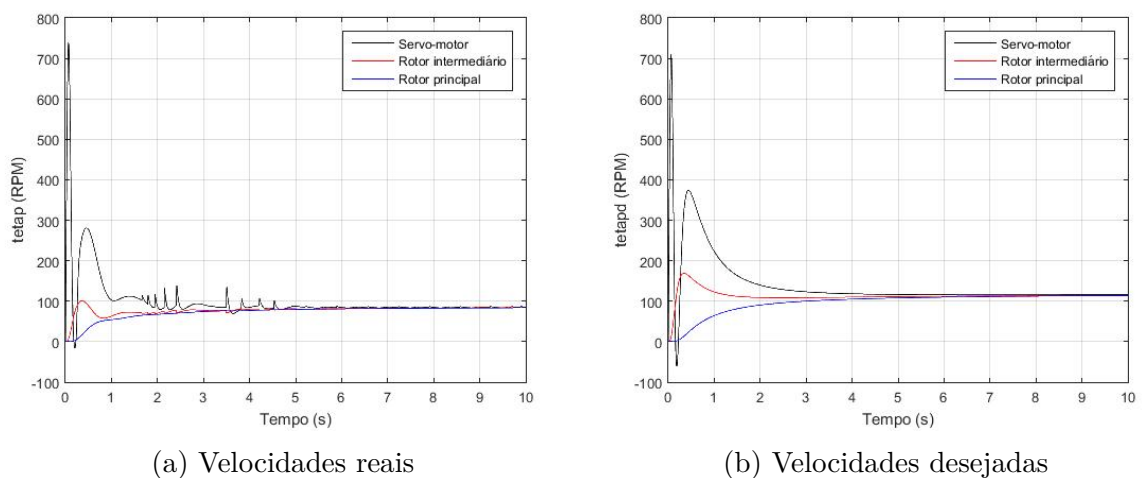 800
700
600
500
400
300
200
100
0
-100
tetap (RPM)
0 1 2 3 4 5 6 7 8 9 10
Tempo (s)
Servo-motor
Rotor intermediário
Rotor principal
(a) Velocidades reais
800
700
600
500
400
300
200
100
0
-100
tetapd (RPM)
0 1 2 3 4 5 6 7 8 9 10
Tempo (s)
Servo-motor
Rotor intermediário
Rotor principal
(b) Velocidades desejadas